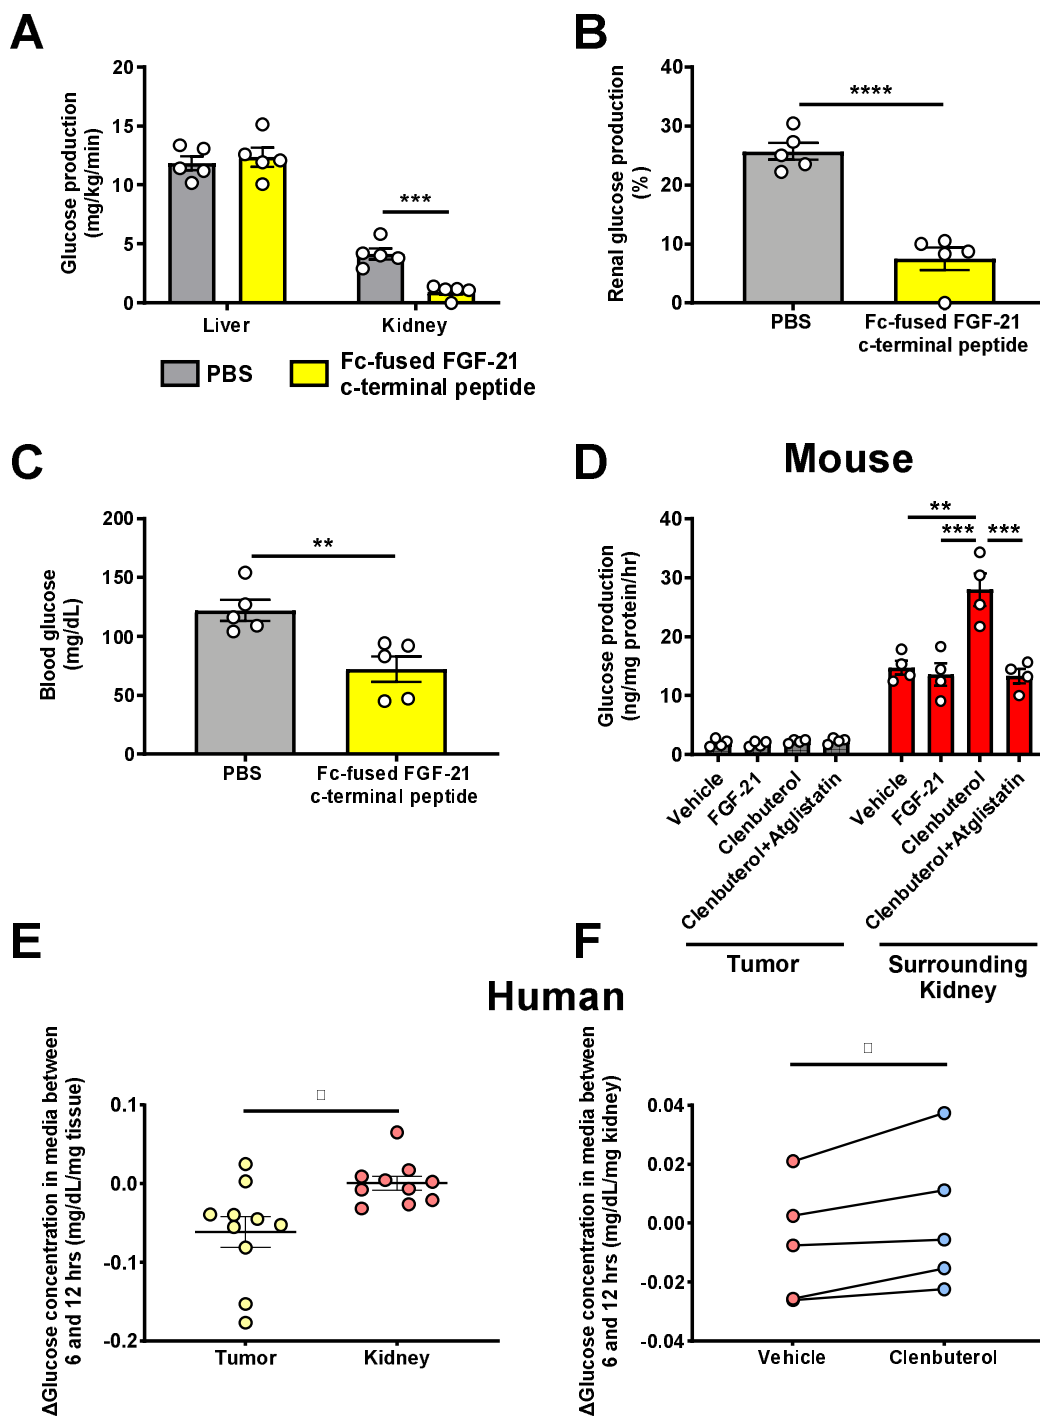 A
Glucose production
(mg/kg/min)
20
15
10
5
0
***
Liver
Kidney
PBS
Fc-fused FGF-21
c-terminal peptide
B
Renal glucose production
(%)
40
30
20
10
0
****
PBS
Fc-fused FGF-21
c-terminal peptide
C
Blood glucose
(mg/dL)
200
150
100
50
0
**
PBS
Fc-fused FGF-21
c-terminal peptide
D
Mouse
Glucose production
(ng/mg protein/hr)
40
30
20
10
0
**
***
***
Vehicle
FGF-21
Clenbuterol
Clenbuterol+Atglistatin
Vehicle
FGF-21
Clenbuterol
Clenbuterol+Atglistatin
Tumor
Surrounding
Kidney
Human
E
ΔGlucose concentration in media between
6 and 12 hrs (mg/dL/mg tissue)
0.1
0.0
-0.1
-0.2
Tumor
Kidney
F
ΔGlucose concentration in media between
6 and 12 hrs (mg/dL/mg kidney)
0.04
0.02
0.00
-0.02
-0.04
Vehicle
Clenbuterol